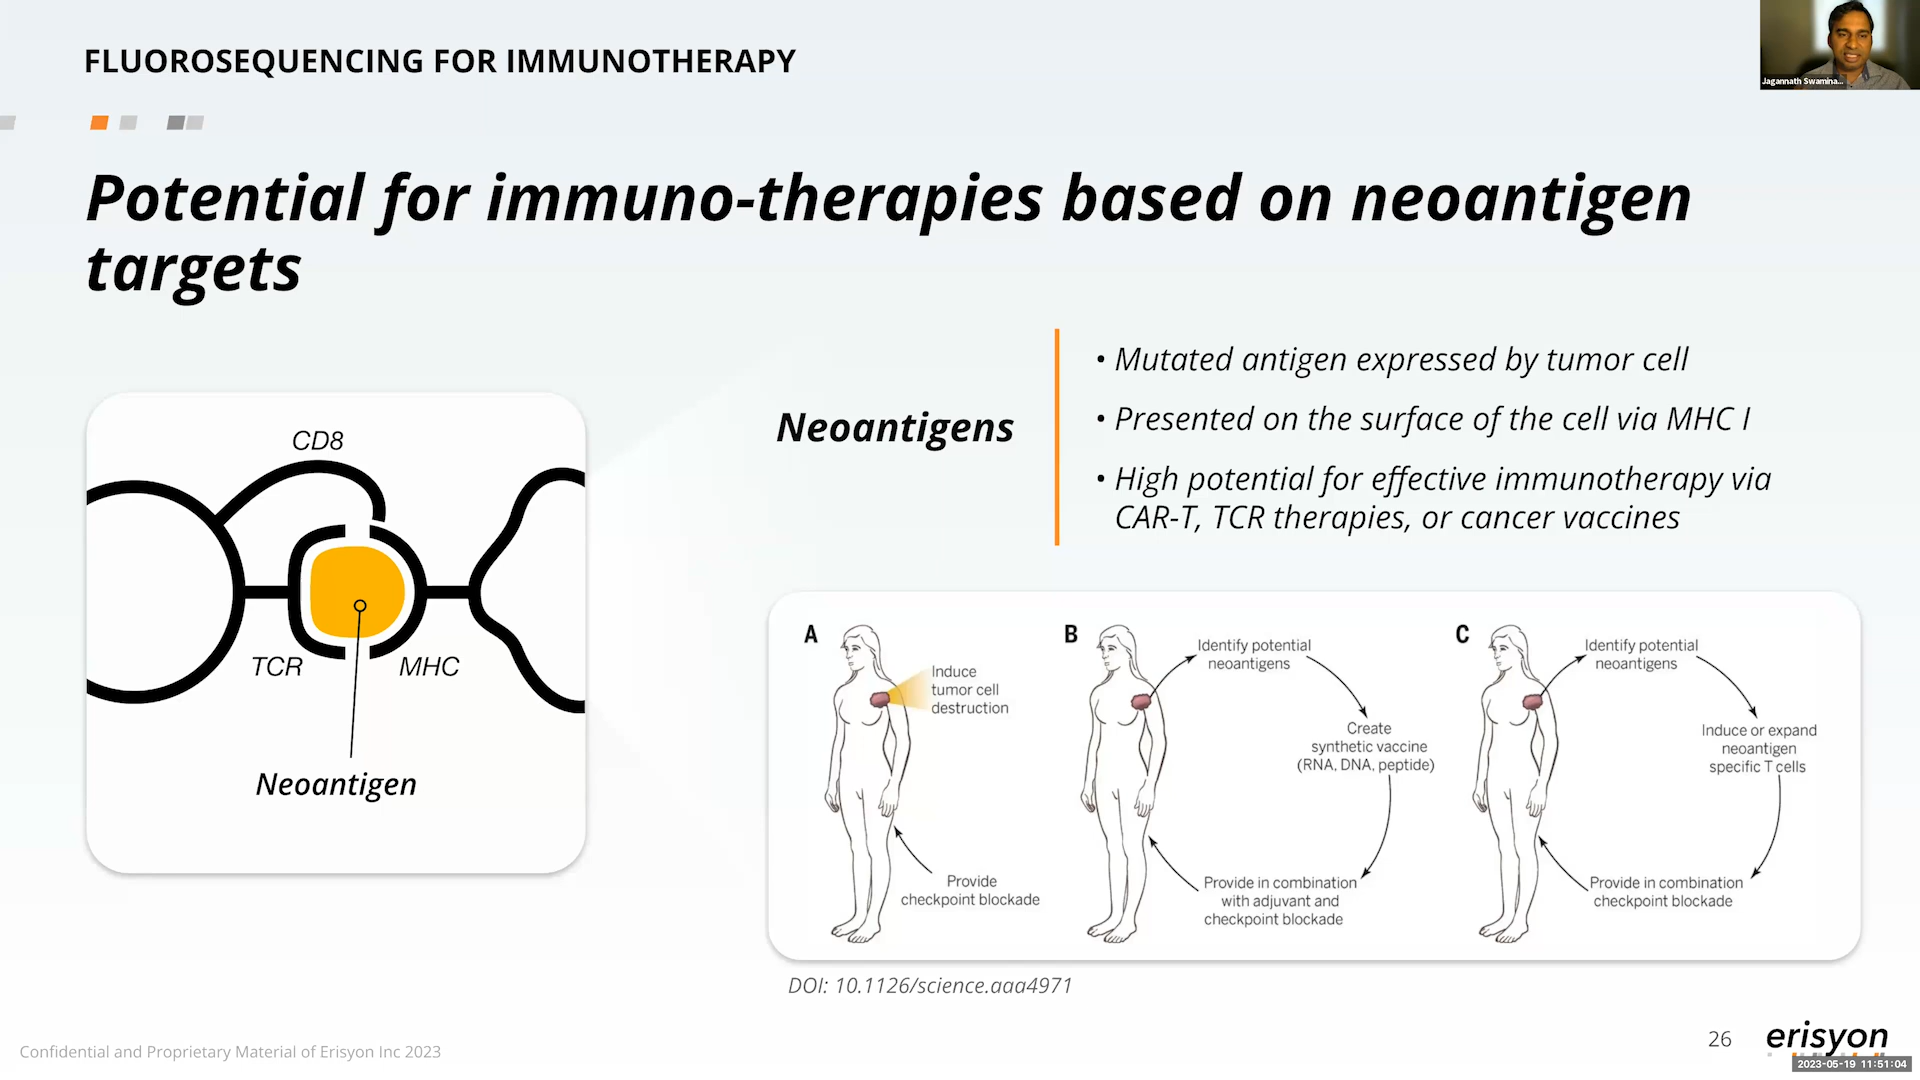 FLUOROSEQUENCING FOR IMMUNOTHERAPY
Jagannath Swamina...
Potential for immuno-therapies based on neoantigen
targets
Neoantigens
• Mutated antigen expressed by tumor cell
• Presented on the surface of the cell via MHC I
• High potential for effective immunotherapy via
CAR-T, TCR therapies, or cancer vaccines
CD8
TCR
MHC
Neoantigen
A
Induce
tumor cell
destruction
Provide
checkpoint blockade
B
Identify potential
neoantigens
Create
synthetic vaccine
(RNA, DNA, peptide)
Provide in combination
with adjuvant and
checkpoint blockade
C
Identify potential
neoantigens
Induce or expand
neoantigen
specific T cells
Provide in combination
checkpoint blockade
DOI: 10.1126/science.aaa4971
Confidential and Proprietary Material of Erisyon Inc 2023
26
erisyon
2023-05-19 11:51:04